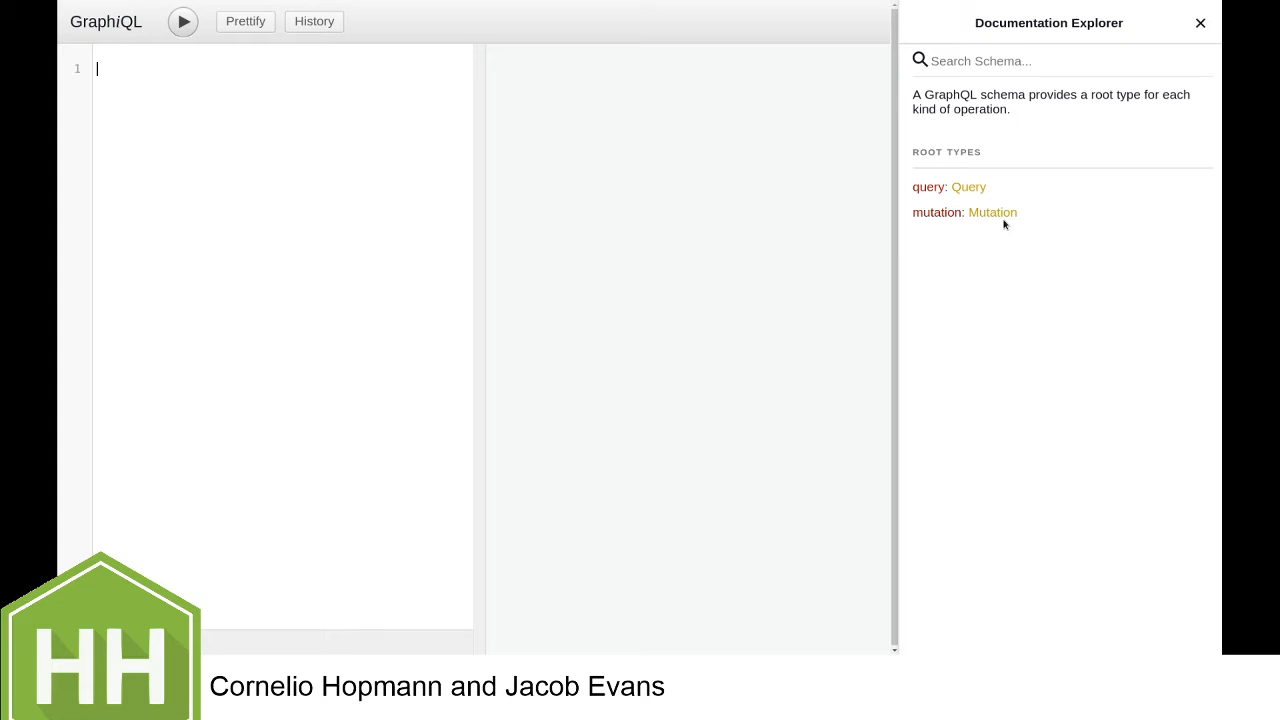 GraphiQL
Prettify
History
1
Documentation Explorer
Search Schema...
A GraphQL schema provides a root type for each
kind of operation.
ROOT TYPES
query: Query
mutation: Mutation
HH
Cornelio Hopmann and Jacob Evans